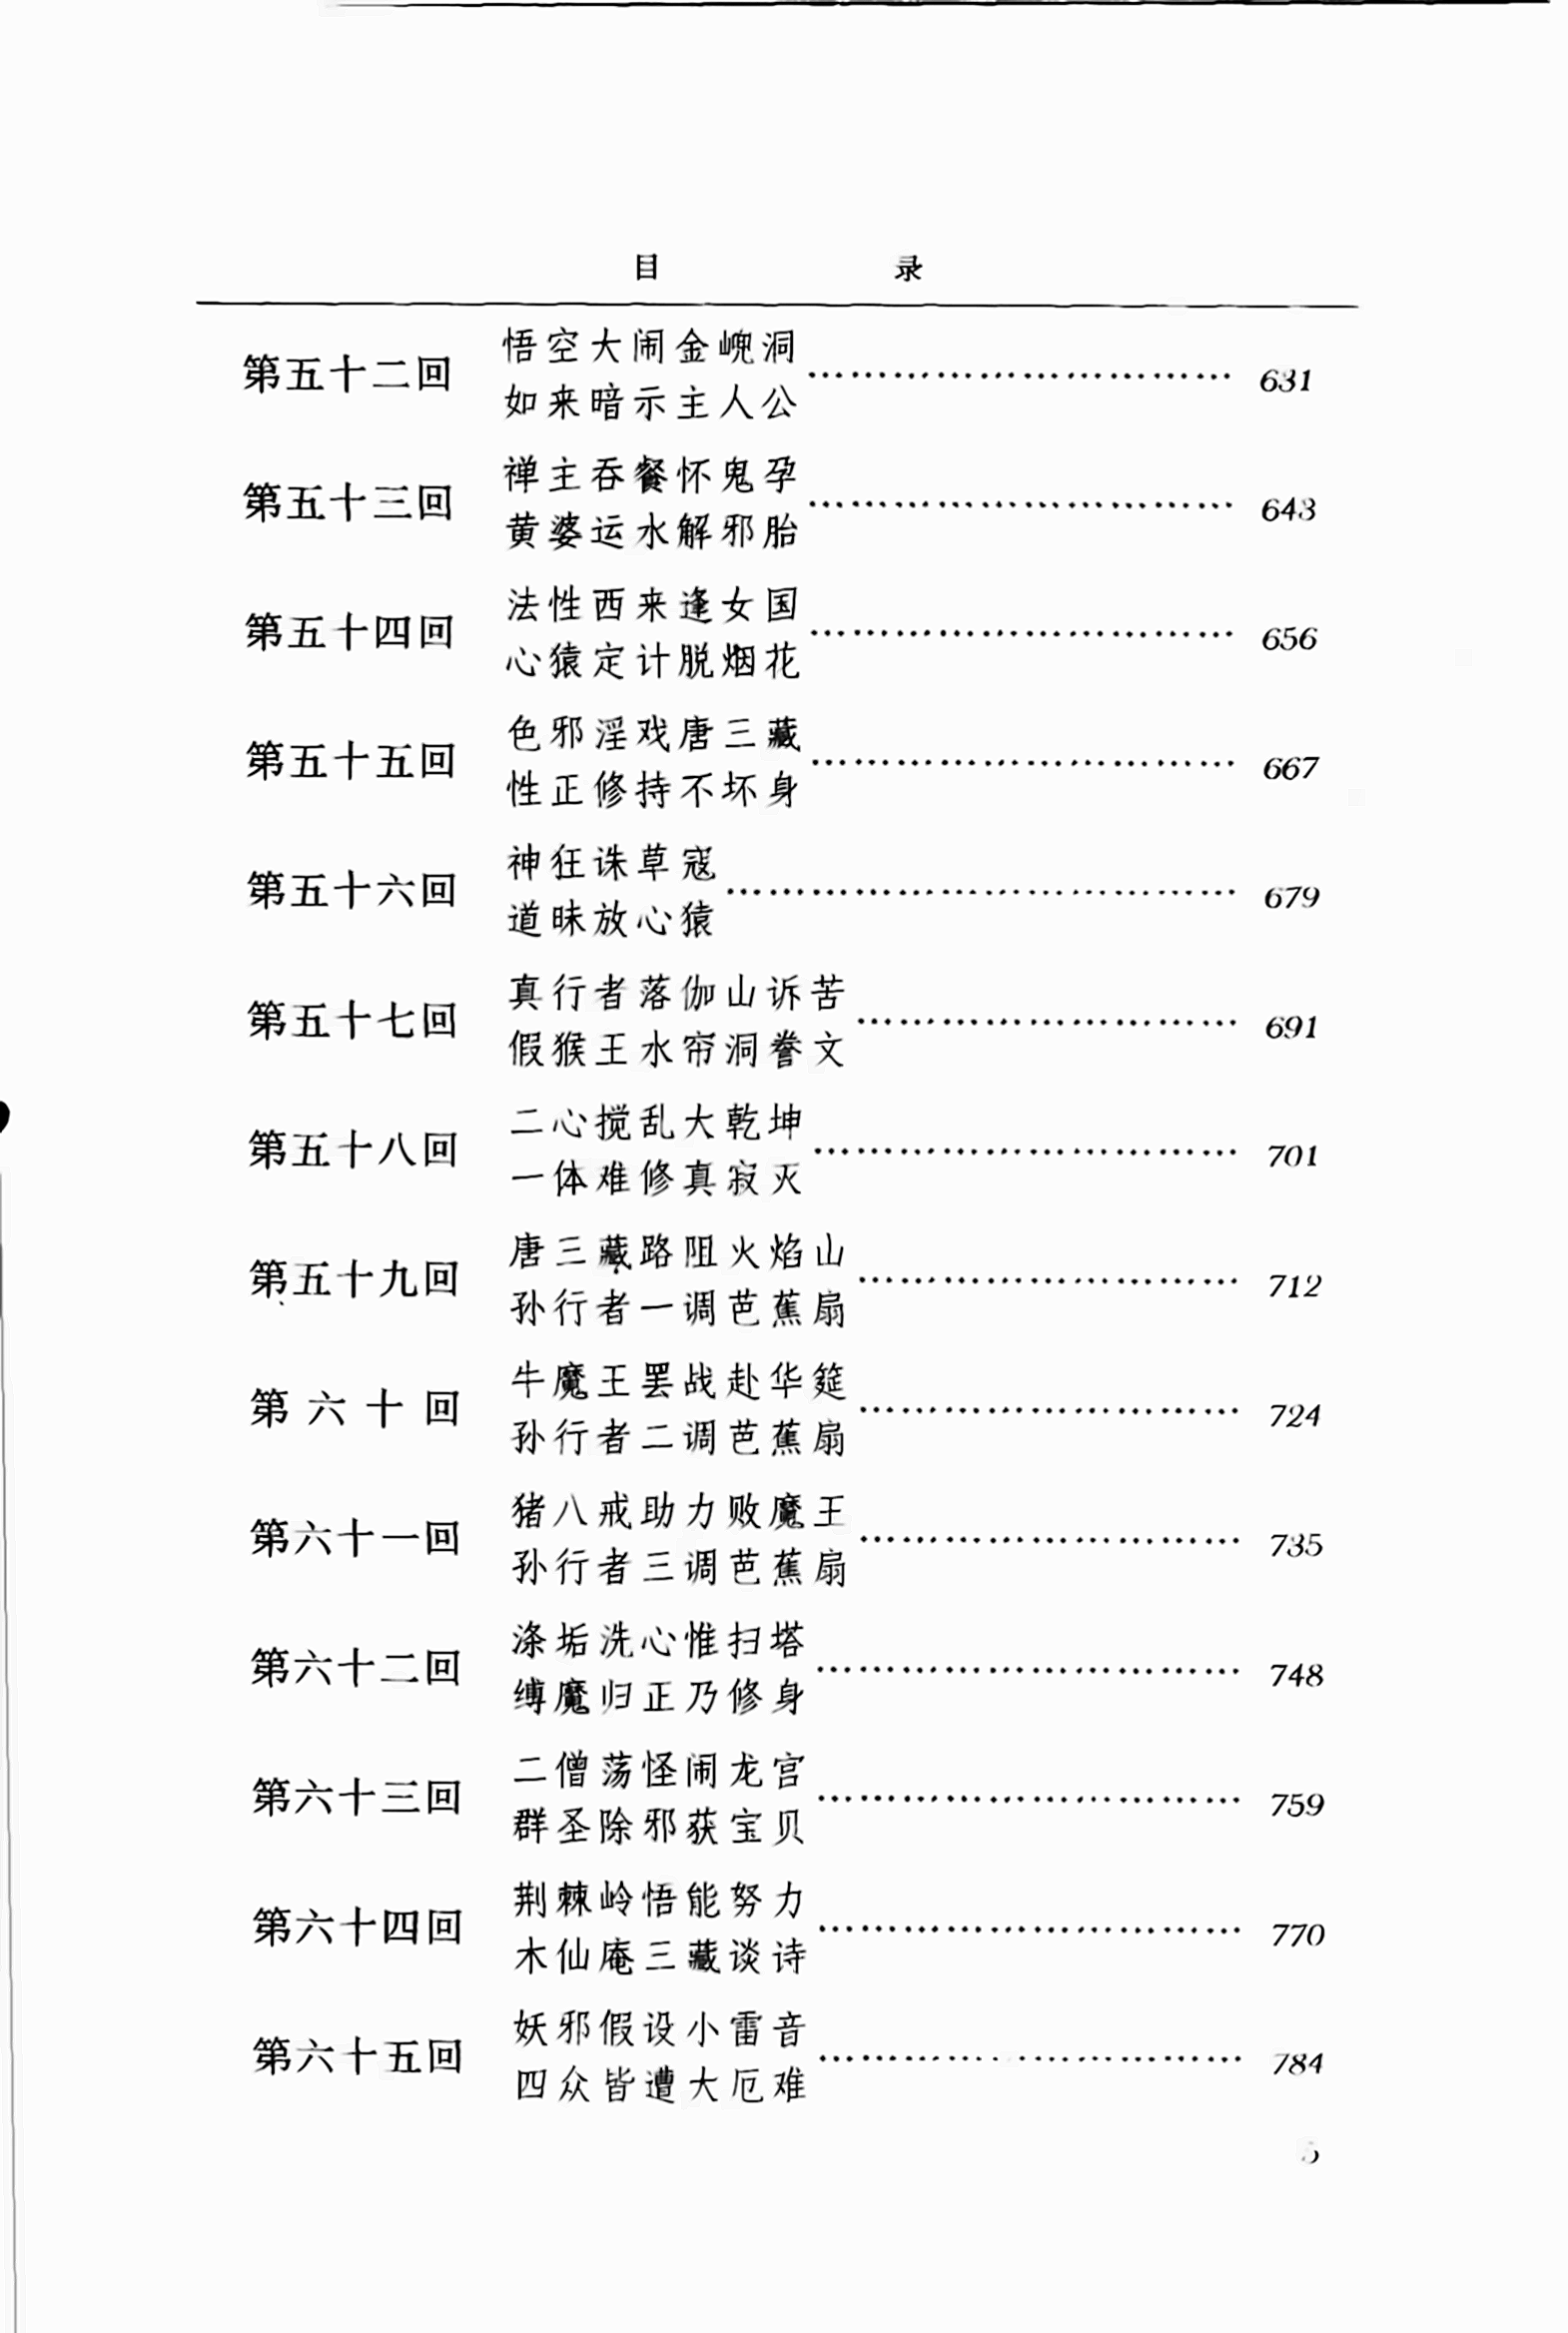 目 录
第五十二回 悟空大闹金𡷫洞
如来暗示主人公 ………… 631
第五十三回 禅主吞餐怀鬼孕
黄婆运水解邪胎 ………… 643
第五十四回 法性西来逢女国
心猿定计脱烟花 ………… 656
第五十五回 色邪淫戏唐三藏
性正修持不坏身 ………… 667
第五十六回 神狂诛草寇
道昧放心猿 ………… 679
第五十七回 真行者落伽山诉苦
假猴王水帘洞誊文 ………… 691
第五十八回 二心搅乱大乾坤
一体难修真寂灭 ………… 701
第五十九回 唐三藏路阻火焰山
孙行者一调芭蕉扇 ………… 712
第六十回 牛魔王罢战赴华筵
孙行者二调芭蕉扇 ………… 724
第六十一回 猪八戒助力败魔王
孙行者三调芭蕉扇 ………… 735
第六十二回 涤垢洗心惟扫塔
缚魔归正乃修身 ………… 748
第六十三回 二僧荡怪闹龙宫
群圣除邪获宝贝 ………… 759
第六十四回 荆棘岭悟能努力
木仙庵三藏谈诗 ………… 770
第六十五回 妖邪假设小雷音
四众皆遭大厄难 ………… 784